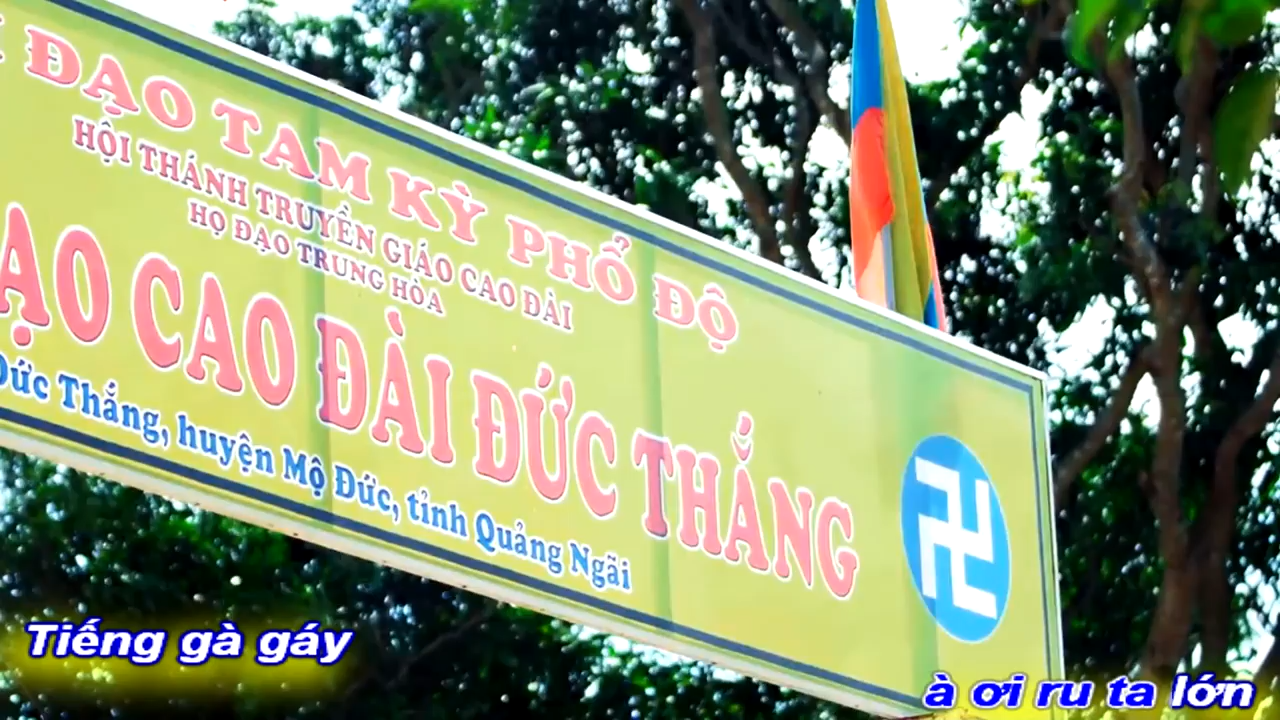 ĐẠO TAM KỲ PHỔ ĐỘ
HỘI THÁNH TRUYỀN GIÁO CAO ĐÀI
HỌ ĐẠO TRUNG HÒA
ẠO CAO ĐÀI ĐỨC THẮNG
Đức Thắng, huyện Mộ Đức, tỉnh Quảng Ngãi
Tiếng gà gáy
à ơi ru ta lớn